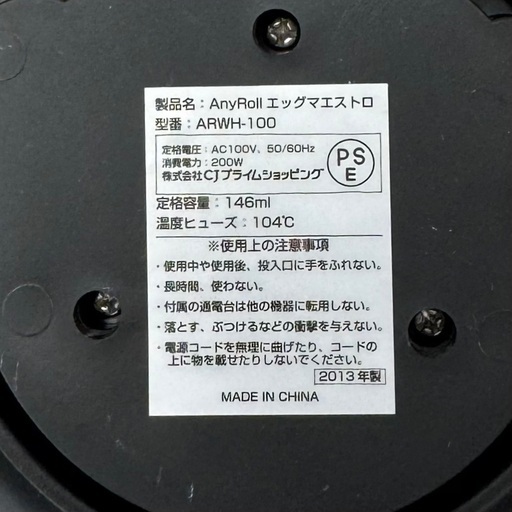 製品名：AnyRoll エッグマエストロ
型番：ARWH-100
定格電圧：AC100V、50/60Hz
消費電力：200W
株式会社CJプライムショッピング
PS
E
定格容量：146ml
温度ヒューズ：104℃
※使用上の注意事項
・使用中や使用後、投入口に手をふれない。
・長時間、使わない。
・付属の通電台は他の機器に転用しない。
・落とす、ぶつけるなどの衝撃を与えない。
・電源コードを無理に曲げたり、コードの
上に物を載せたりしないでください。
2013年製
MADE IN CHINA